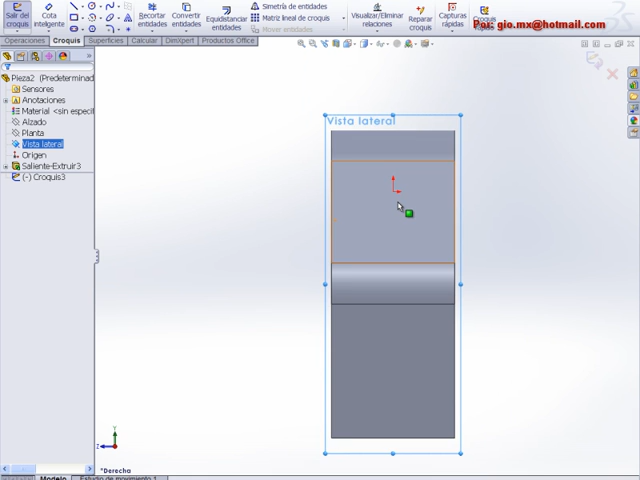 Salir del croquis
Cota inteligente
Recortar entidades
Convertir entidades
Equidistanciar entidades
Simetría de entidades
Matriz lineal de croquis
Mover entidades
Visualizar/Eliminar relaciones
Reparar croquis
Capturas rápidas
Croquis
Por: gio.mx@hotmail.com
Operaciones
Croquis
Superficies
Calcular
DimXpert
Productos Office
Pieza2 (Predeterminad
Sensores
Anotaciones
Material <sin especif
Alzado
Planta
Vista lateral
Origen
Saliente-Extruir3
(-) Croquis3
Vista lateral
Y
Z
*Derecha
Modelo
Estudio de movimiento 1